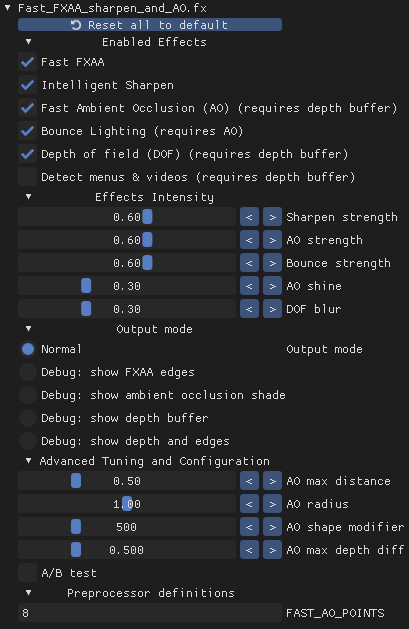 Fast_FXAA_sharpen_and_AO.fx
Reset all to default
Enabled Effects
Fast FXAA
Intelligent Sharpen
Fast Ambient Occlusion (AO) (requires depth buffer)
Bounce Lighting (requires AO)
Depth of field (DOF) (requires depth buffer)
Detect menus & videos (requires depth buffer)
Effects Intensity
0.60 < > Sharpen strength
0.60 < > AO strength
0.60 < > Bounce strength
0.30 < > AO shine
0.30 < > DOF blur
Output mode
Normal Output mode
Debug: show FXAA edges
Debug: show ambient occlusion shade
Debug: show depth buffer
Debug: show depth and edges
Advanced Tuning and Configuration
0.50 < > AO max distance
1.00 < > AO radius
500 < > AO shape modifier
0.500 < > AO max depth diff
A/B test
Preprocessor definitions
8 FAST_AO_POINTS